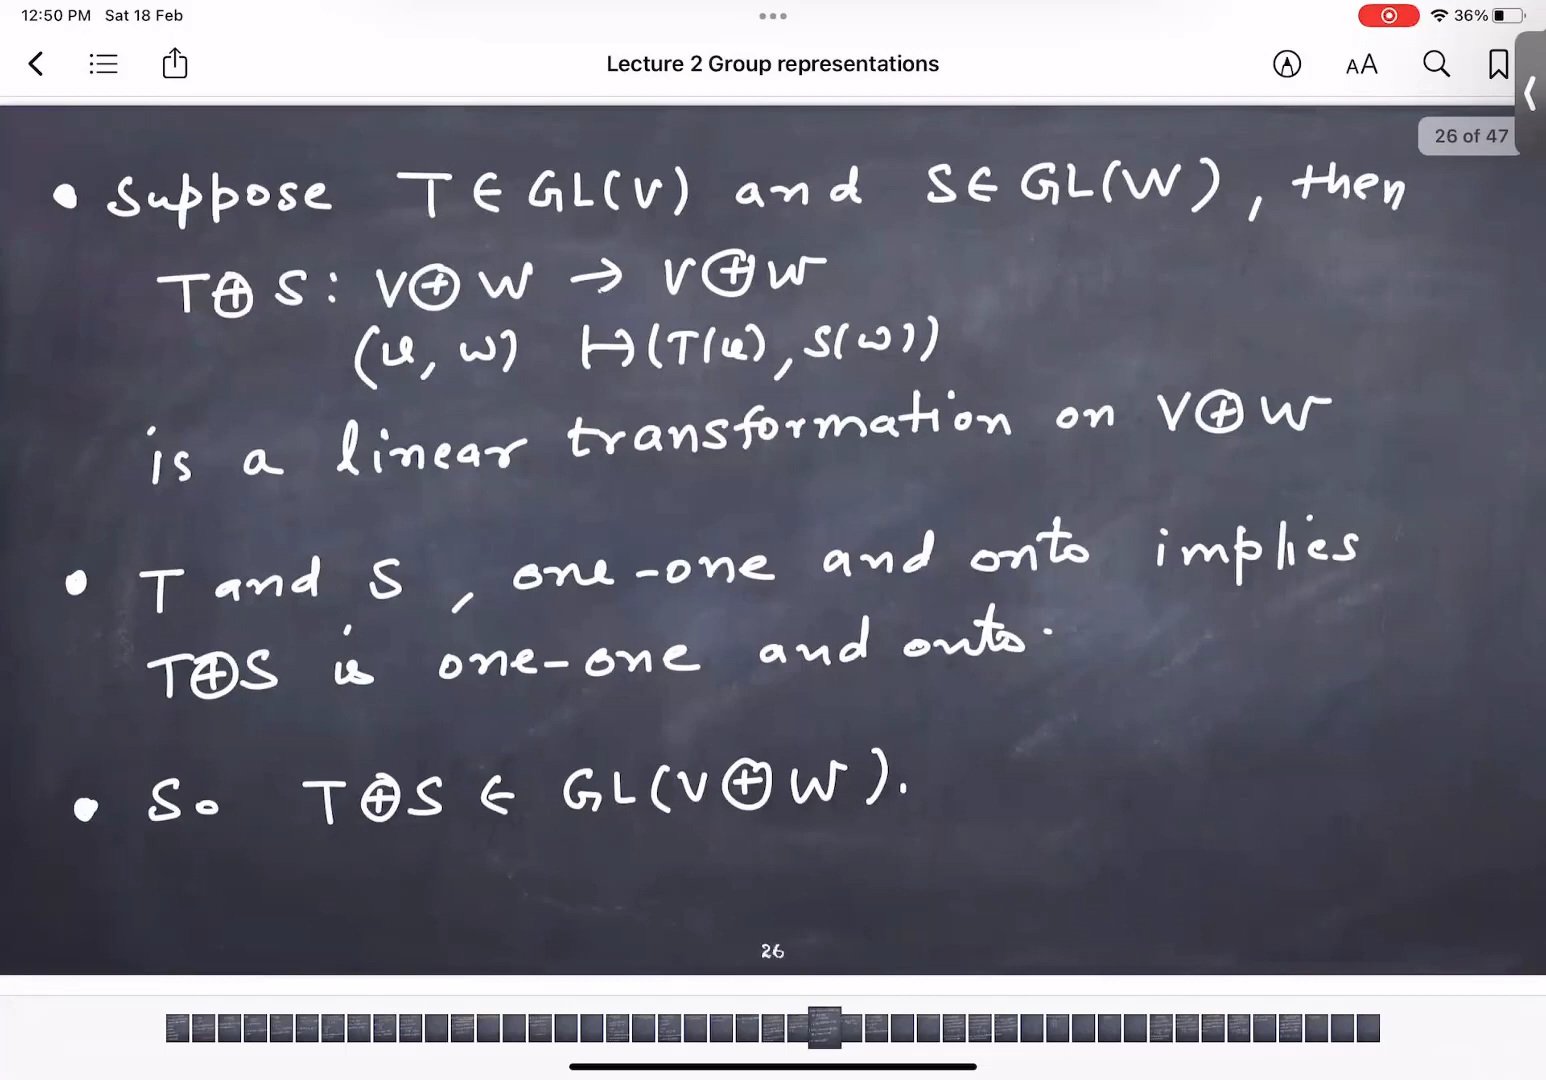 12:50 PM Sat 18 Feb
36%
Lecture 2 Group representations
AA
26 of 47
• Suppose T ∈ GL(V) and S ∈ GL(W), then
T⊕S : V⊕W → V⊕W
(v, w) ↦ (T(v), S(w))
is a linear transformation on V⊕W
• T and S, one-one and onto implies
T⊕S is one-one and onto.
• So T⊕S ∈ GL(V⊕W).
26